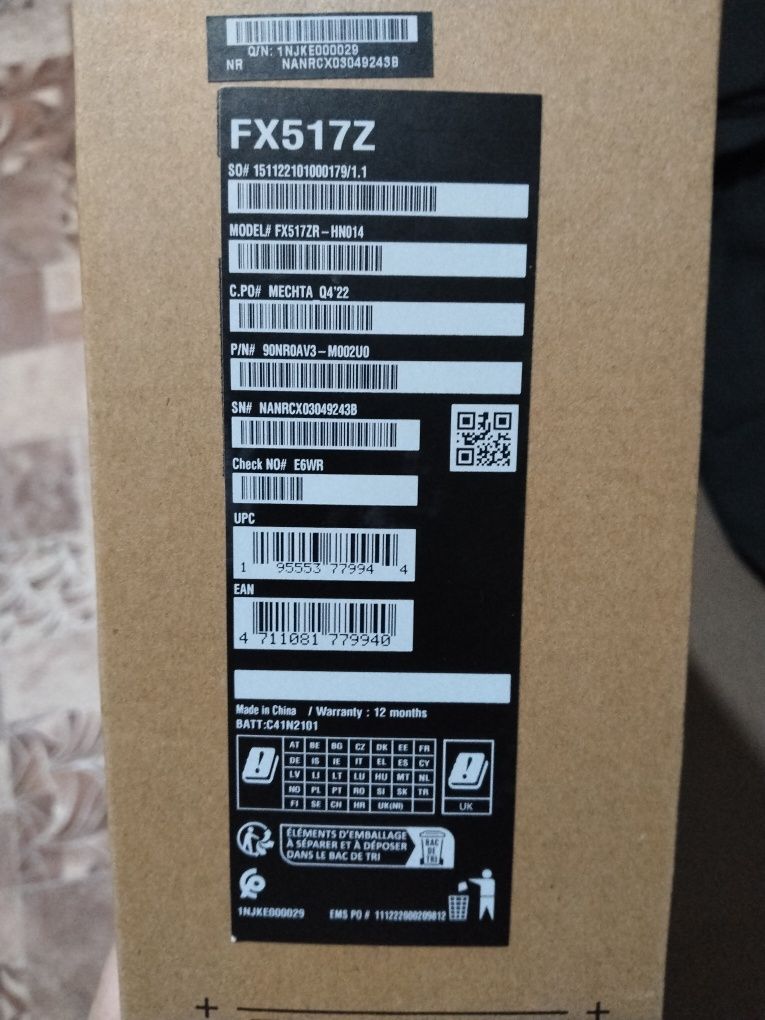 Q/N: 1NJKE000029
NR NANRCX03049243B
FX517Z
SO# 151122101000179/1.1
MODEL# FX517ZR-HN014
C.PO# MECHTA Q4'22
P/N# 90NR0AV3-M002U0
SN# NANRCX03049243B
Check NO# E6WR
UPC
1 95553 77994 4
EAN
4 711081 779940
Made in China / Warranty : 12 months
BATT:C41N2101
AT BE BG CZ DK EE FR
DE IS IE IT EL ES CY
LV LI LT LU HU MT NL
NO PL PT RO SI SK TR
FI SE CH HR UK(NI)
UK
ÉLÉMENTS D'EMBALLAGE
À SÉPARER ET À DÉPOSER
DANS LE BAC DE TRI
BAC
DE
TRI
1NJKE000029 EMS PO # 111222000209812